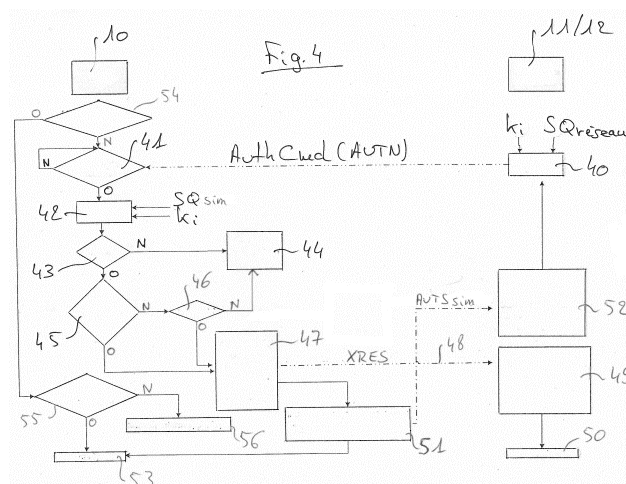 10
Fig. 4
11/12
54
O
N
41
N
O
AuthCmd (AUTN)
Ki SQréseau
40
42
SQsim
Ki
43
N
44
O
45
N
46
N
O
O
47
AUTSsim
52
XRES
48
49
55
N
O
56
51
50
53